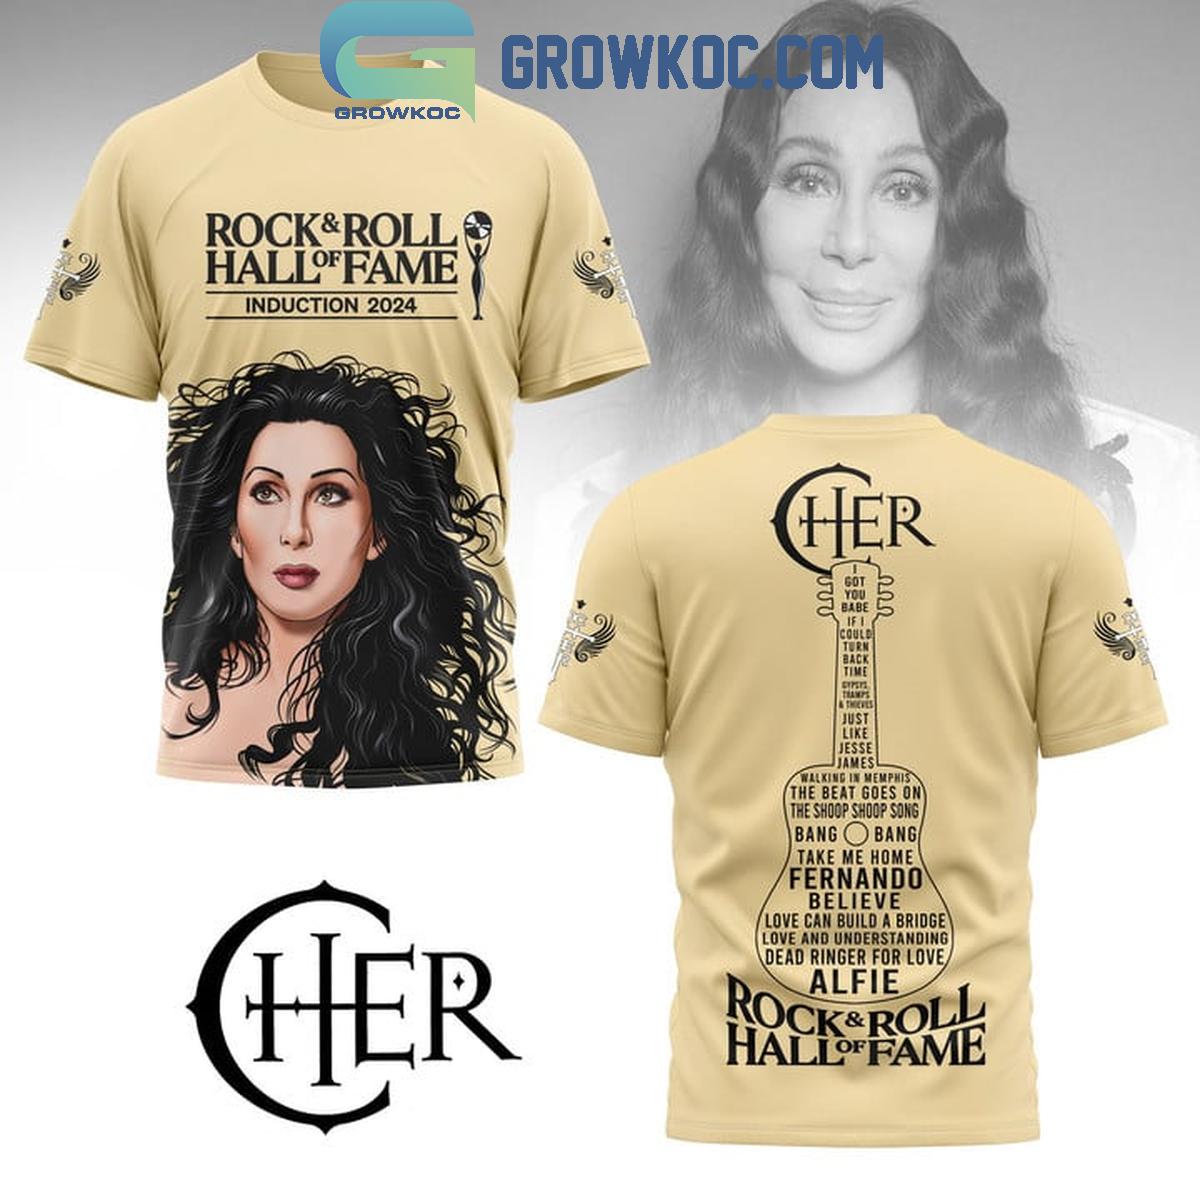 GROWKOC
GROWKOC.COM
ROCK & ROLL
HALL OF FAME
INDUCTION 2024
CHER
I
GOT
YOU
BABE
IF I
COULD
TURN
BACK
TIME
GYPSYS,
TRAMPS
& THIEVES
JUST
LIKE
JESSE
JAMES
WALKING IN MEMPHIS
THE BEAT GOES ON
THE SHOOP SHOOP SONG
BANG BANG
TAKE ME HOME
FERNANDO
BELIEVE
LOVE CAN BUILD A BRIDGE
LOVE AND UNDERSTANDING
DEAD RINGER FOR LOVE
ALFIE
ROCK & ROLL
HALL OF FAME
CHER